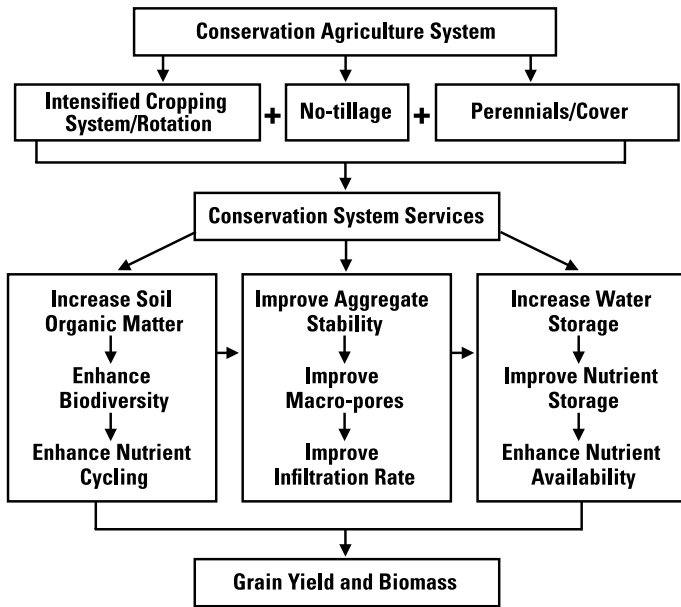 Conservation Agriculture System
Intensified Cropping
System/Rotation
+
No-tillage
+
Perennials/Cover
Conservation System Services
Increase Soil
Organic Matter
Enhance
Biodiversity
Enhance Nutrient
Cycling
Improve Aggregate
Stability
Improve
Macro-pores
Improve
Infiltration Rate
Increase Water
Storage
Improve Nutrient
Storage
Enhance Nutrient
Availability
Grain Yield and Biomass